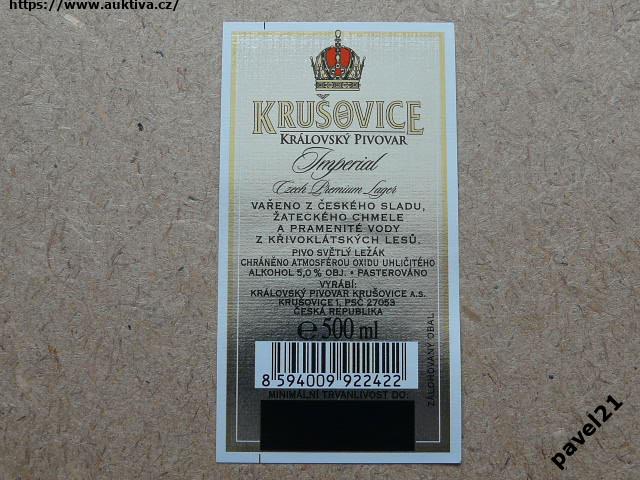 https://www.auktiva.cz/
KRUŠOVICE
KRÁLOVSKÝ PIVOVAR
Imperial
Czech Premium Lager
VAŘENO Z ČESKÉHO SLADU,
ŽATECKÉHO CHMELE
A PRAMENITÉ VODY
Z KŘIVOKLÁTSKÝCH LESŮ.
PIVO SVĚTLÝ LEŽÁK
CHRÁNĚNO ATMOSFÉROU OXIDU UHLIČITÉHO
ALKOHOL 5,0 % OBJ. • PASTEROVÁNO
VYRÁBÍ:
KRÁLOVSKÝ PIVOVAR KRUŠOVICE A.S.
KRUŠOVICE 1, PSČ 27053
ČESKÁ REPUBLIKA
℮ 500 ml
8 594009 922422
MINIMÁLNÍ TRVANLIVOST DO:
ZÁLOHOVANÝ OBAL
pavel21